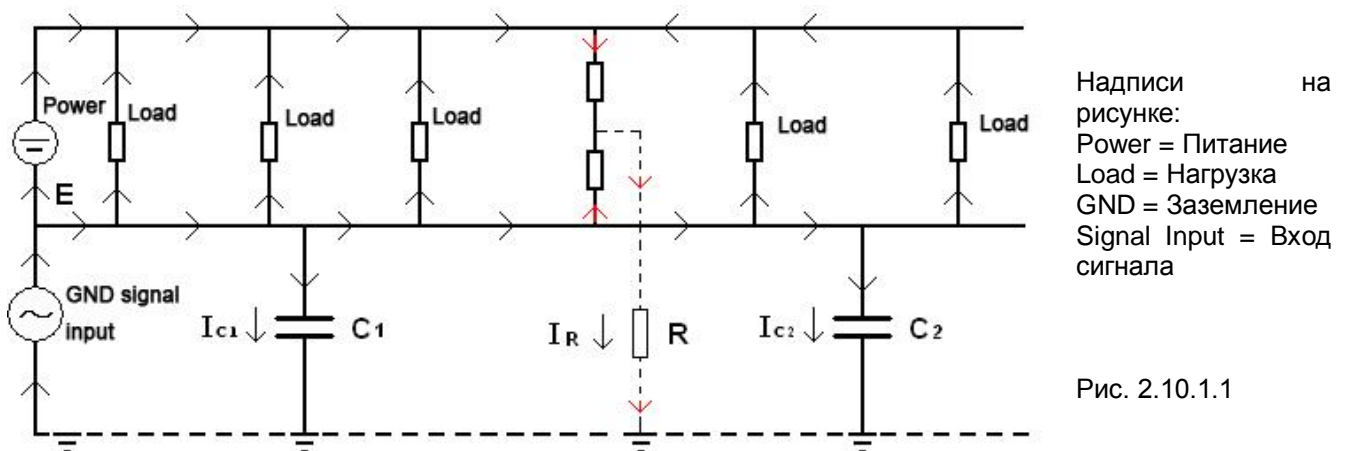 Power
Load
Load
Load
Load
Load
E
GND signal
input
IC1
C1
IR
R
IC2
C2
Надписи на
рисунке:
Power = Питание
Load = Нагрузка
GND = Заземление
Signal Input = Вход
сигнала
Рис. 2.10.1.1